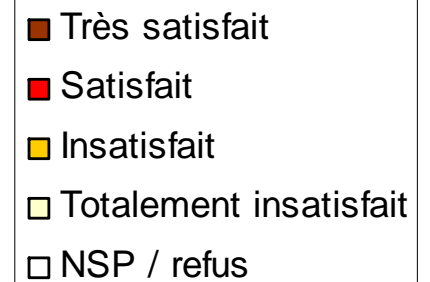 Très satisfait
Satisfait
Insatisfait
Totalement insatisfait
NSP / refus